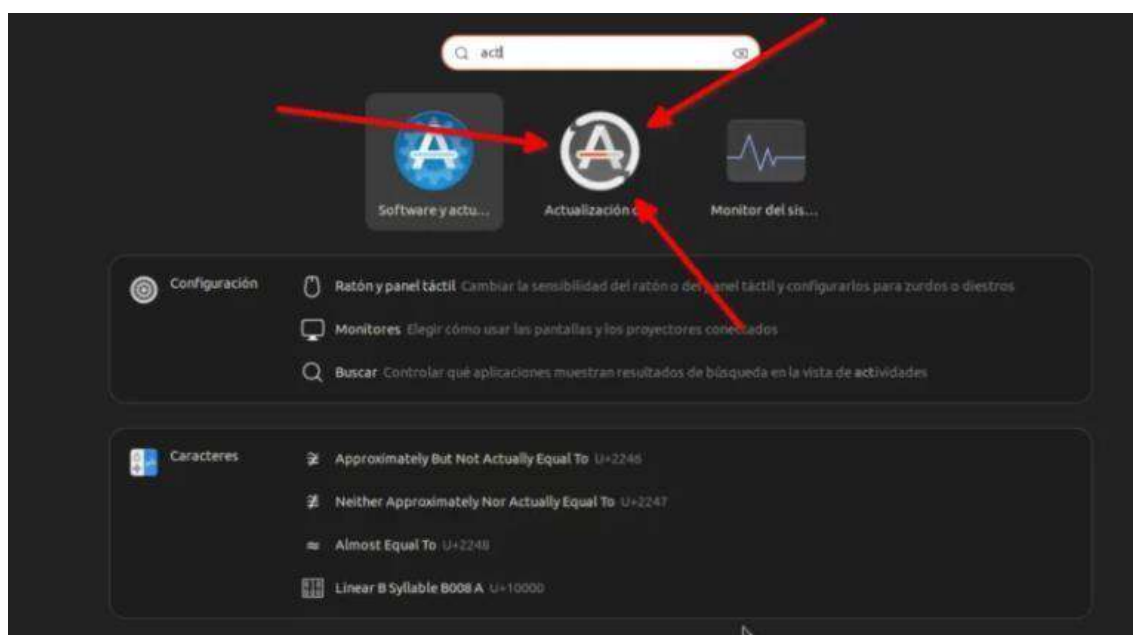 act
Software y actu...
Actualización d
Monitor del sis...
Configuración
Ratón y panel táctil Cambiar la sensibilidad del ratón o del panel táctil y configurarlos para zurdos o diestros
Monitores Elegir cómo usar las pantallas y los proyectores conectados
Buscar Controlar qué aplicaciones muestran resultados de búsqueda en la vista de actividades
Caracteres
≆ Approximately But Not Actually Equal To U+2246
≇ Neither Approximately Nor Actually Equal To U+2247
≈ Almost Equal To U+2248
Linear B Syllable B008 A U+10000